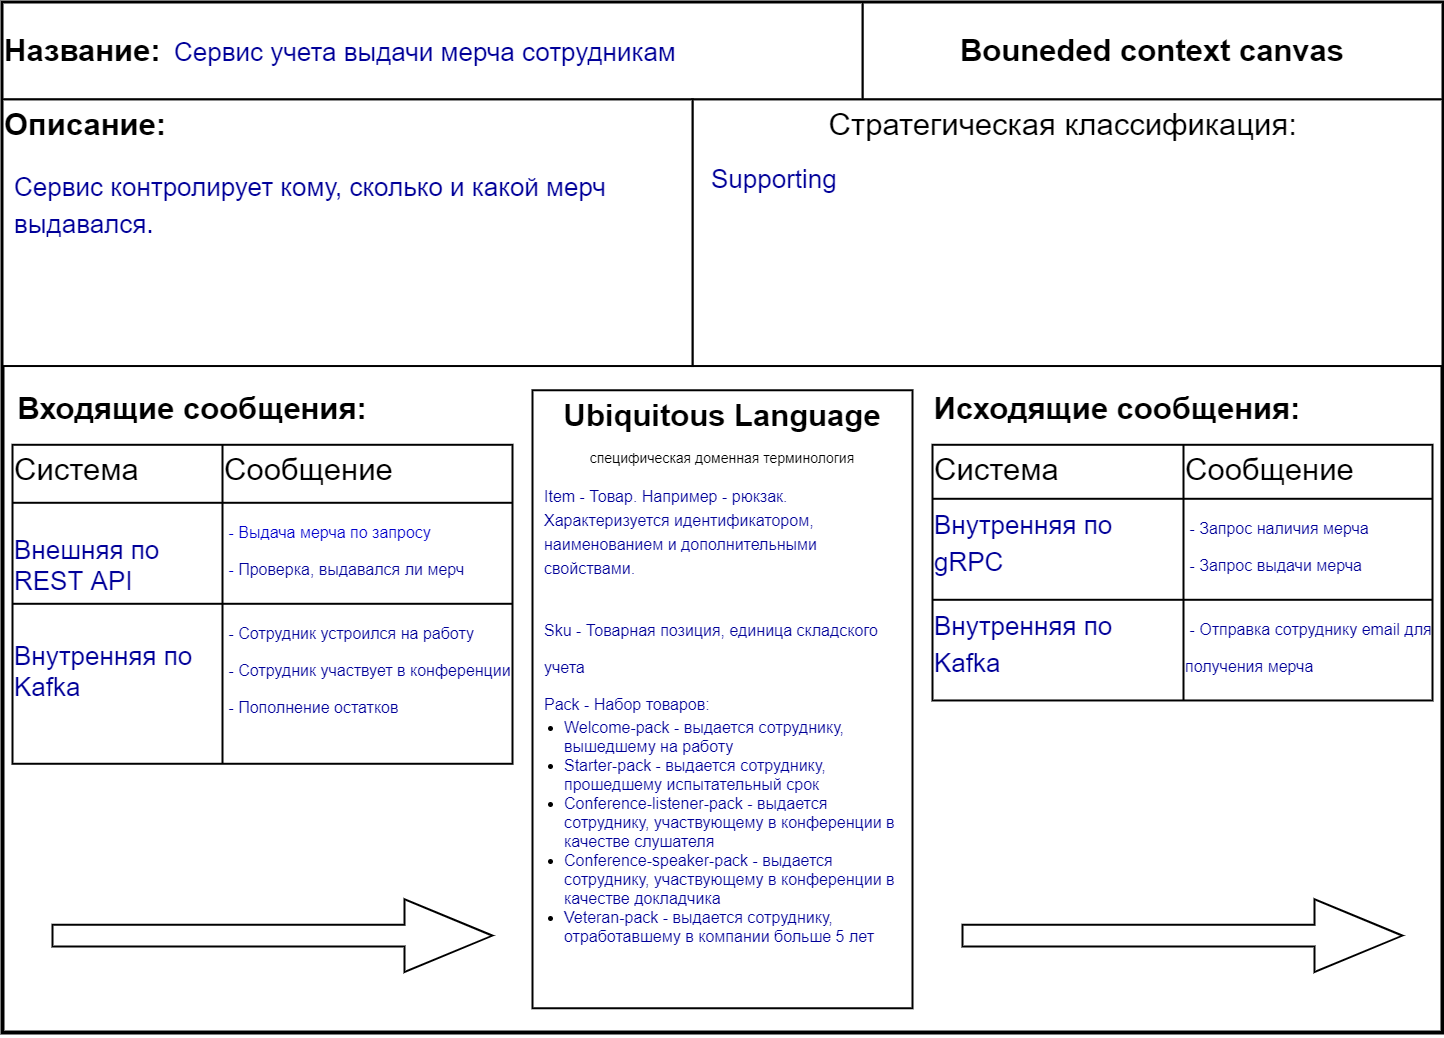 Название: Сервис учета выдачи мерча сотрудникам
Bouneded context canvas
Описание:
Сервис контролирует кому, сколько и какой мерч
выдавался.
Стратегическая классификация:
Supporting
Входящие сообщения:
Система Сообщение
Внешняя по
REST API
- Выдача мерча по запросу
- Проверка, выдавался ли мерч
Внутренняя по
Kafka
- Сотрудник устроился на работу
- Сотрудник участвует в конференции
- Пополнение остатков
Ubiquitous Language
специфическая доменная терминология
Item - Товар. Например - рюкзак.
Характеризуется идентификатором,
наименованием и дополнительными
свойствами.
Sku - Товарная позиция, единица складского
учета
Pack - Набор товаров:
• Welcome-pack - выдается сотруднику,
вышедшему на работу
• Starter-pack - выдается сотруднику,
прошедшему испытательный срок
• Conference-listener-pack - выдается
сотруднику, участвующему в конференции в
качестве слушателя
• Conference-speaker-pack - выдается
сотруднику, участвующему в конференции в
качестве докладчика
• Veteran-pack - выдается сотруднику,
отработавшему в компании больше 5 лет
Исходящие сообщения:
Система Сообщение
Внутренняя по
gRPC
- Запрос наличия мерча
- Запрос выдачи мерча
Внутренняя по
Kafka
- Отправка сотруднику email для
получения мерча